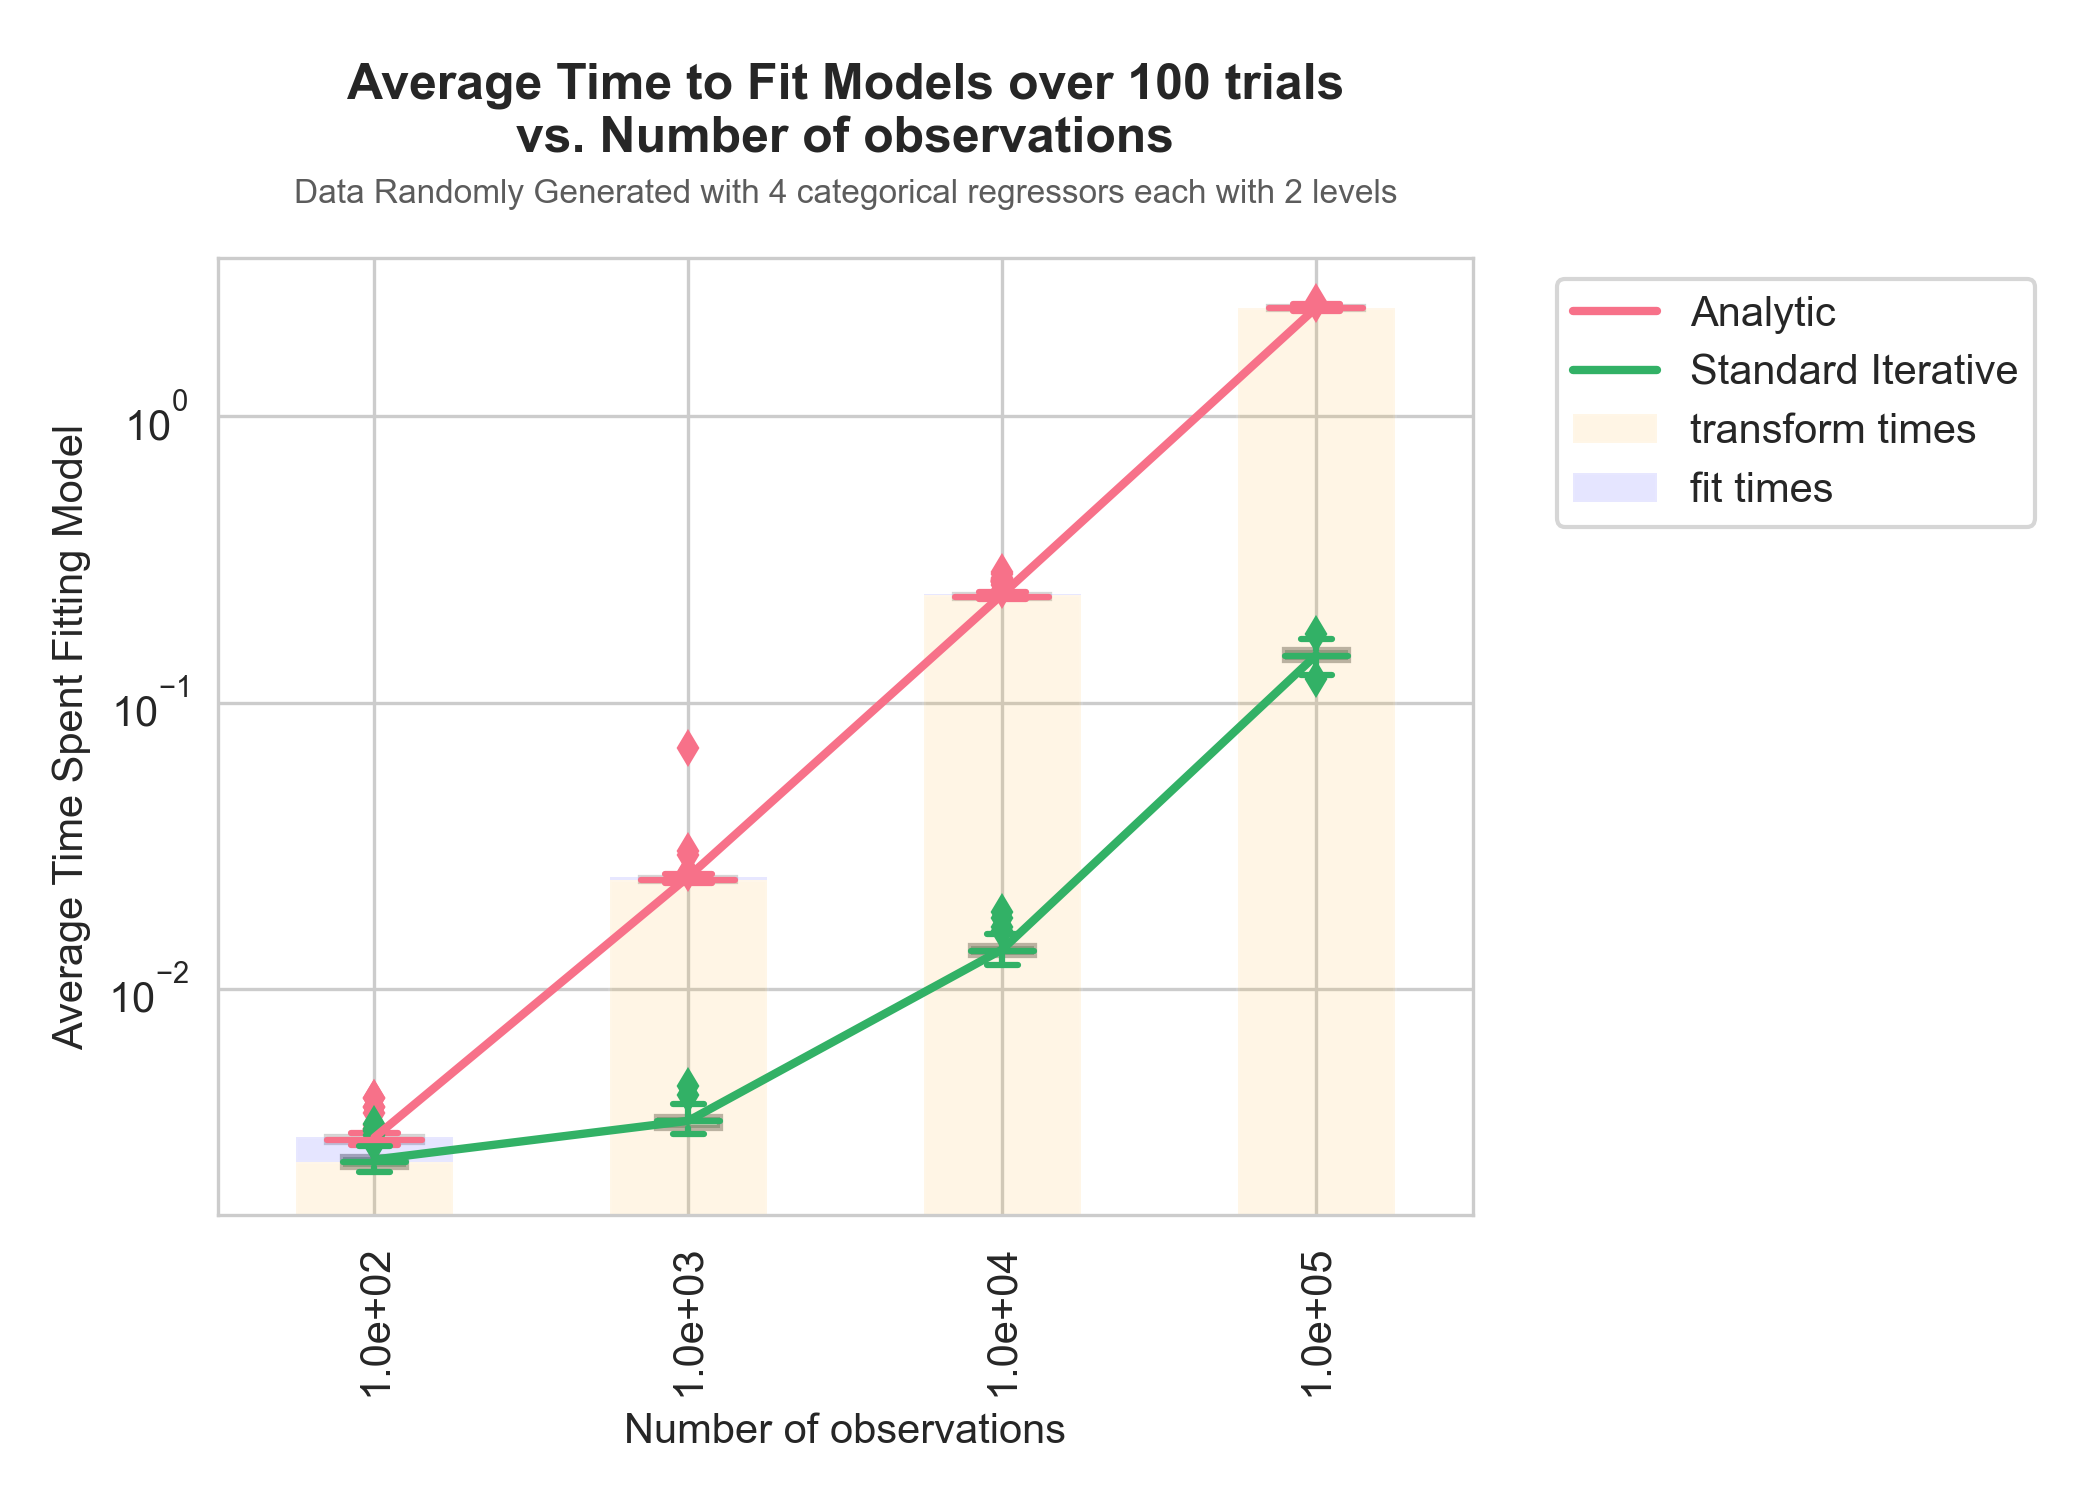 Average Time to Fit Models over 100 trials
vs. Number of observations
Data Randomly Generated with 4 categorical regressors each with 2 levels
Analytic
Standard Iterative
transform times
fit times
Average Time Spent Fitting Model
10⁰
10⁻¹
10⁻²
1.0e+02
1.0e+03
1.0e+04
1.0e+05
Number of observations